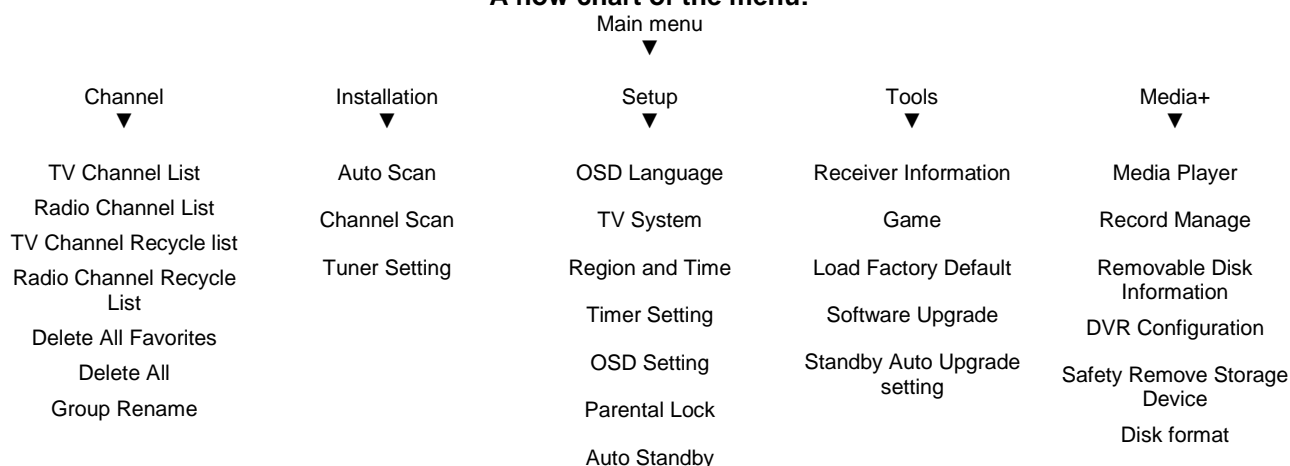 A flow chart of the menu:
Main menu
▼
Channel
▼
TV Channel List
Radio Channel List
TV Channel Recycle list
Radio Channel Recycle
List
Delete All Favorites
Delete All
Group Rename
Installation
▼
Auto Scan
Channel Scan
Tuner Setting
Setup
▼
OSD Language
TV System
Region and Time
Timer Setting
OSD Setting
Parental Lock
Auto Standby
Tools
▼
Receiver Information
Game
Load Factory Default
Software Upgrade
Standby Auto Upgrade
setting
Media+
▼
Media Player
Record Manage
Removable Disk
Information
DVR Configuration
Safety Remove Storage
Device
Disk format